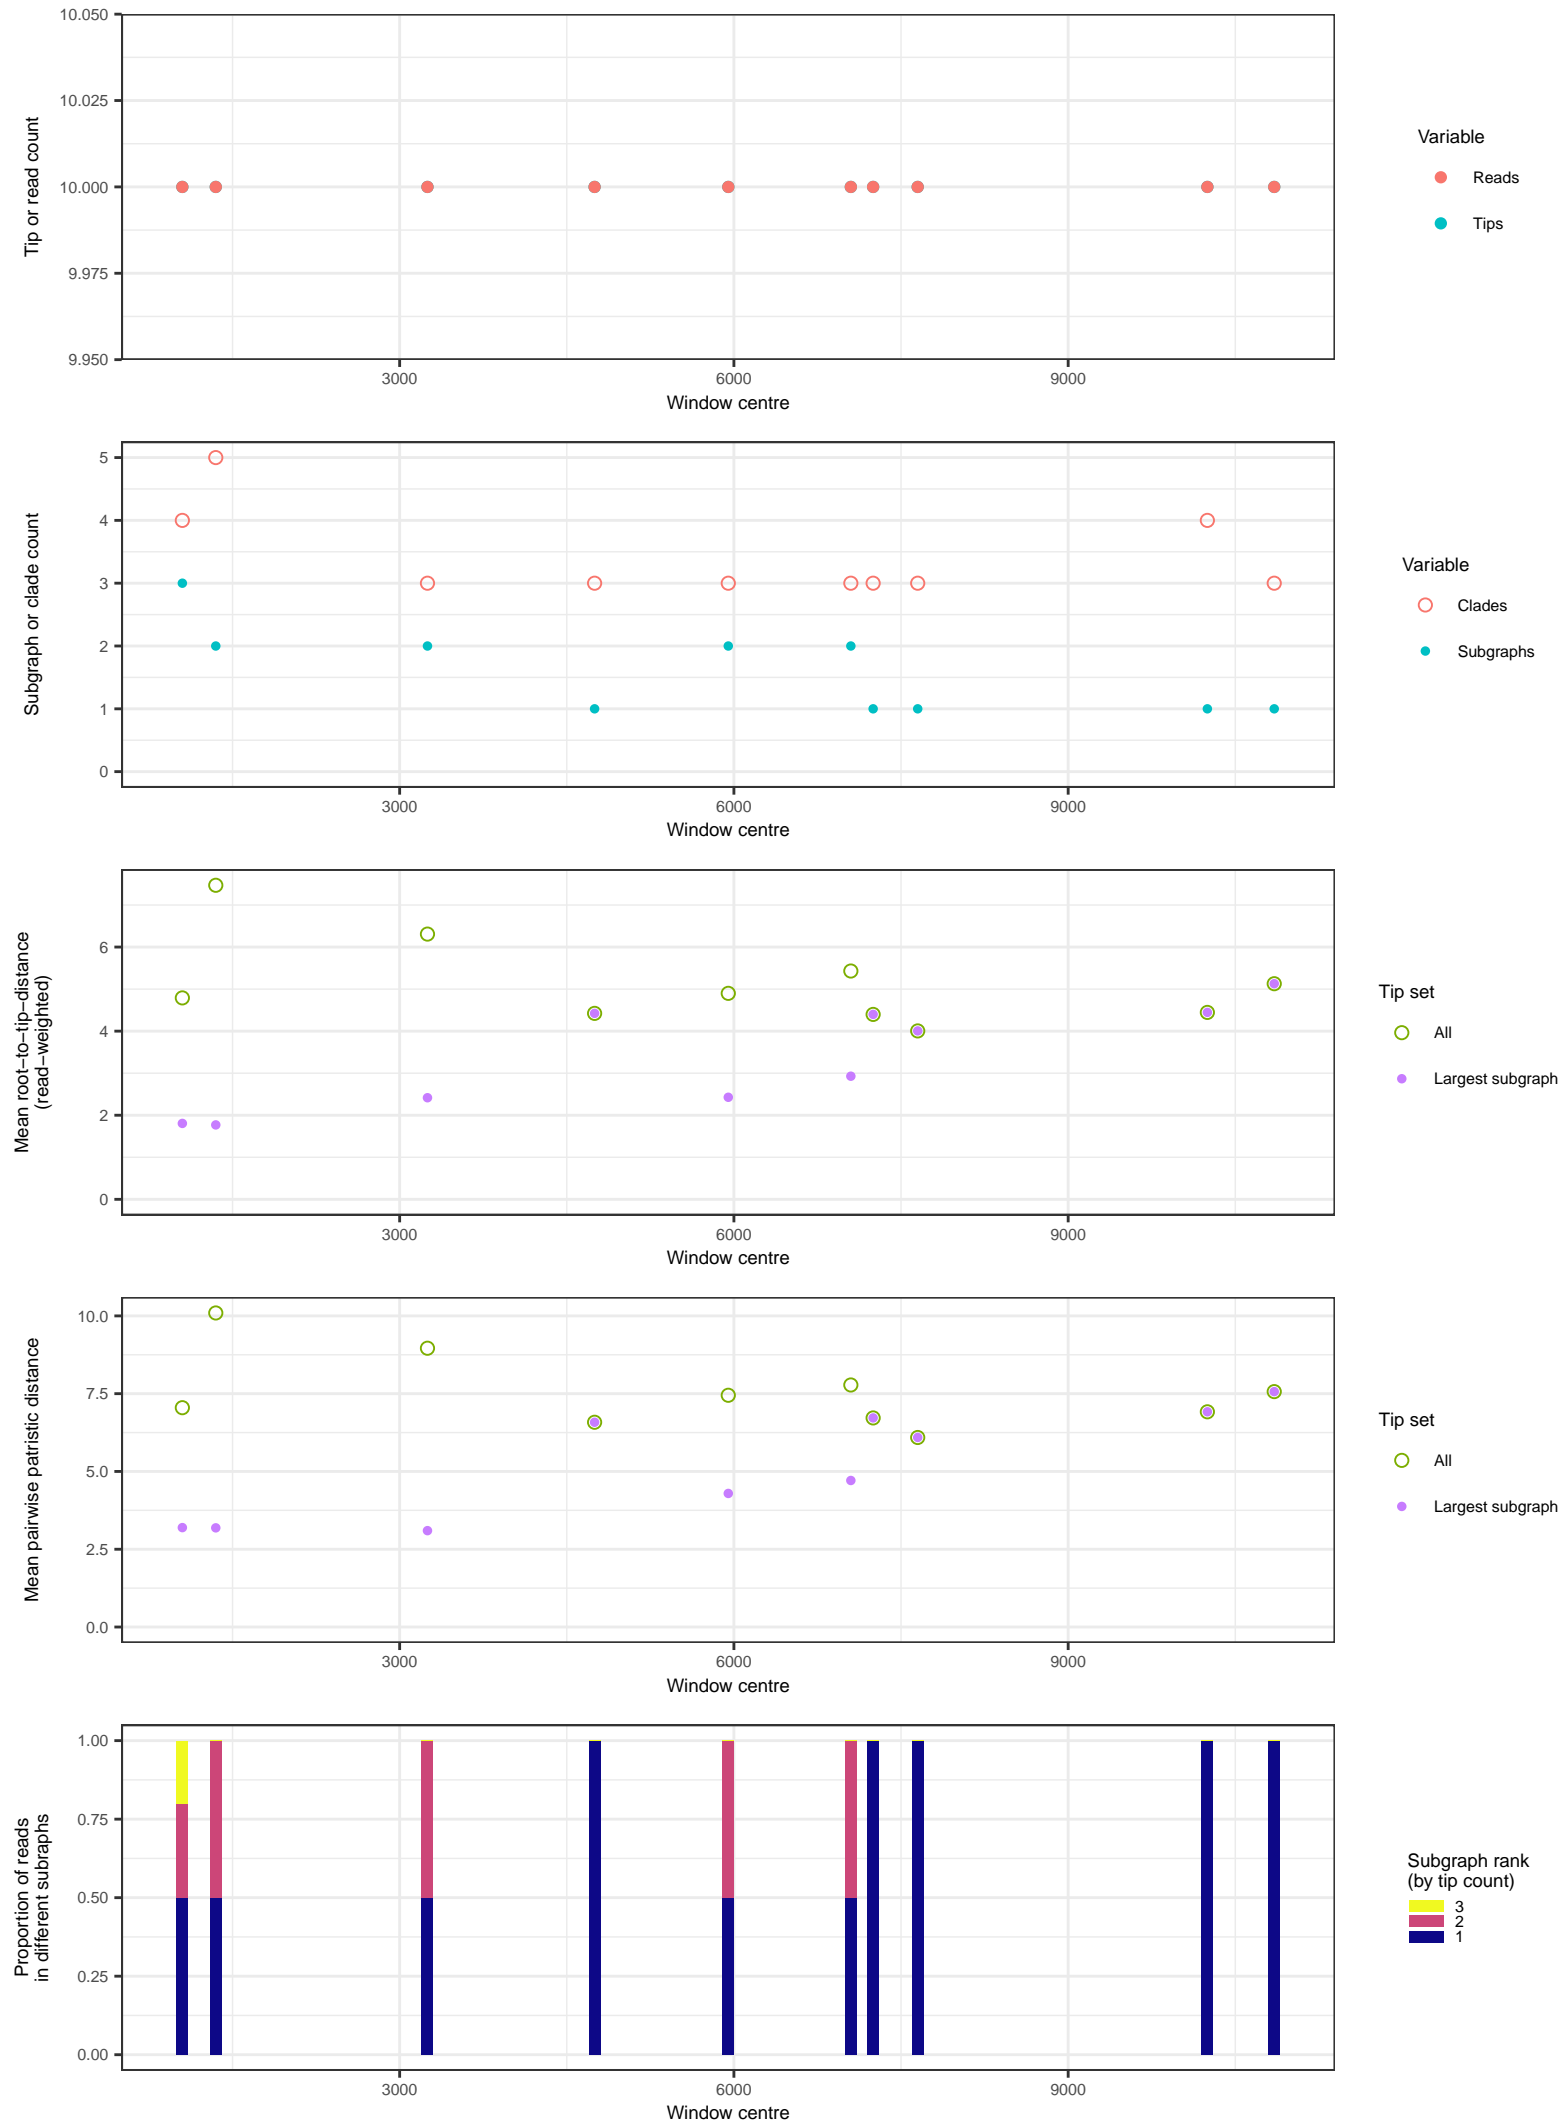 10.050
10.025
10.000
9.975
9.950
Tip or read count
3000 6000 9000
Window centre
Variable
Reads
Tips
5
4
3
2
1
0
Subgraph or clade count
3000 6000 9000
Window centre
Variable
Clades
Subgraphs
6
4
2
0
Mean root−to−tip−distance
(read−weighted)
3000 6000 9000
Window centre
Tip set
All
Largest subgraph
10.0
7.5
5.0
2.5
0.0
Mean pairwise patristic distance
3000 6000 9000
Window centre
Tip set
All
Largest subgraph
1.00
0.75
0.50
0.25
0.00
Proportion of reads
in different subraphs
3000 6000 9000
Window centre
Subgraph rank
(by tip count)
3
2
1